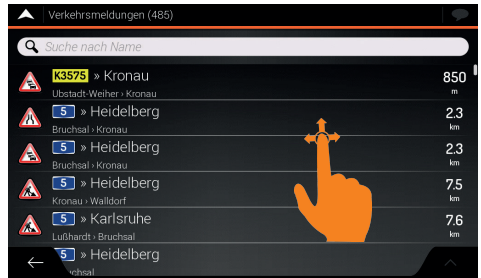 Verkehrsmeldungen (485)
Suche nach Name
K3575 » Kronau
850
Ubstadt-Weiher › Kronau
m
5 » Heidelberg
2.3
Bruchsal › Kronau
km
5 » Heidelberg
2.3
Bruchsal › Kronau
km
5 » Heidelberg
7.5
Kronau › Walldorf
km
5 » Karlsruhe
7.6
Lußhardt › Bruchsal
km
5 » Heidelberg